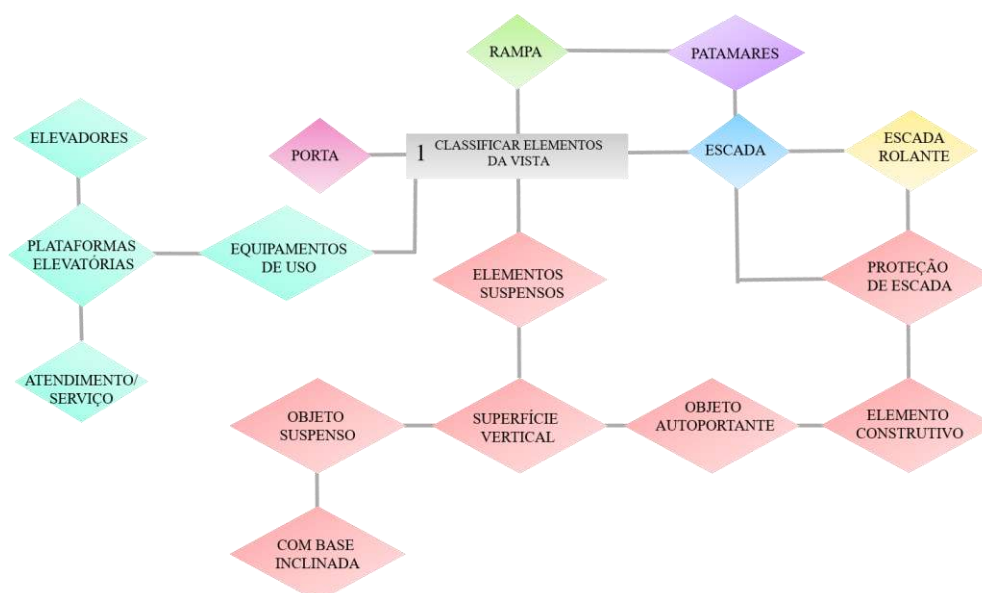 RAMPA
PATAMARES
ELEVADORES
PORTA
1 CLASSIFICAR ELEMENTOS
DA VISTA
ESCADA
ESCADA
ROLANTE
PLATAFORMAS
ELEVATÓRIAS
EQUIPAMENTOS
DE USO
ELEMENTOS
SUSPENSOS
PROTEÇÃO
DE ESCADA
ATENDIMENTO/
SERVIÇO
OBJETO
SUSPENSO
SUPERFÍCIE
VERTICAL
OBJETO
AUTOPORTANTE
ELEMENTO
CONSTRUTIVO
COM BASE
INCLINADA